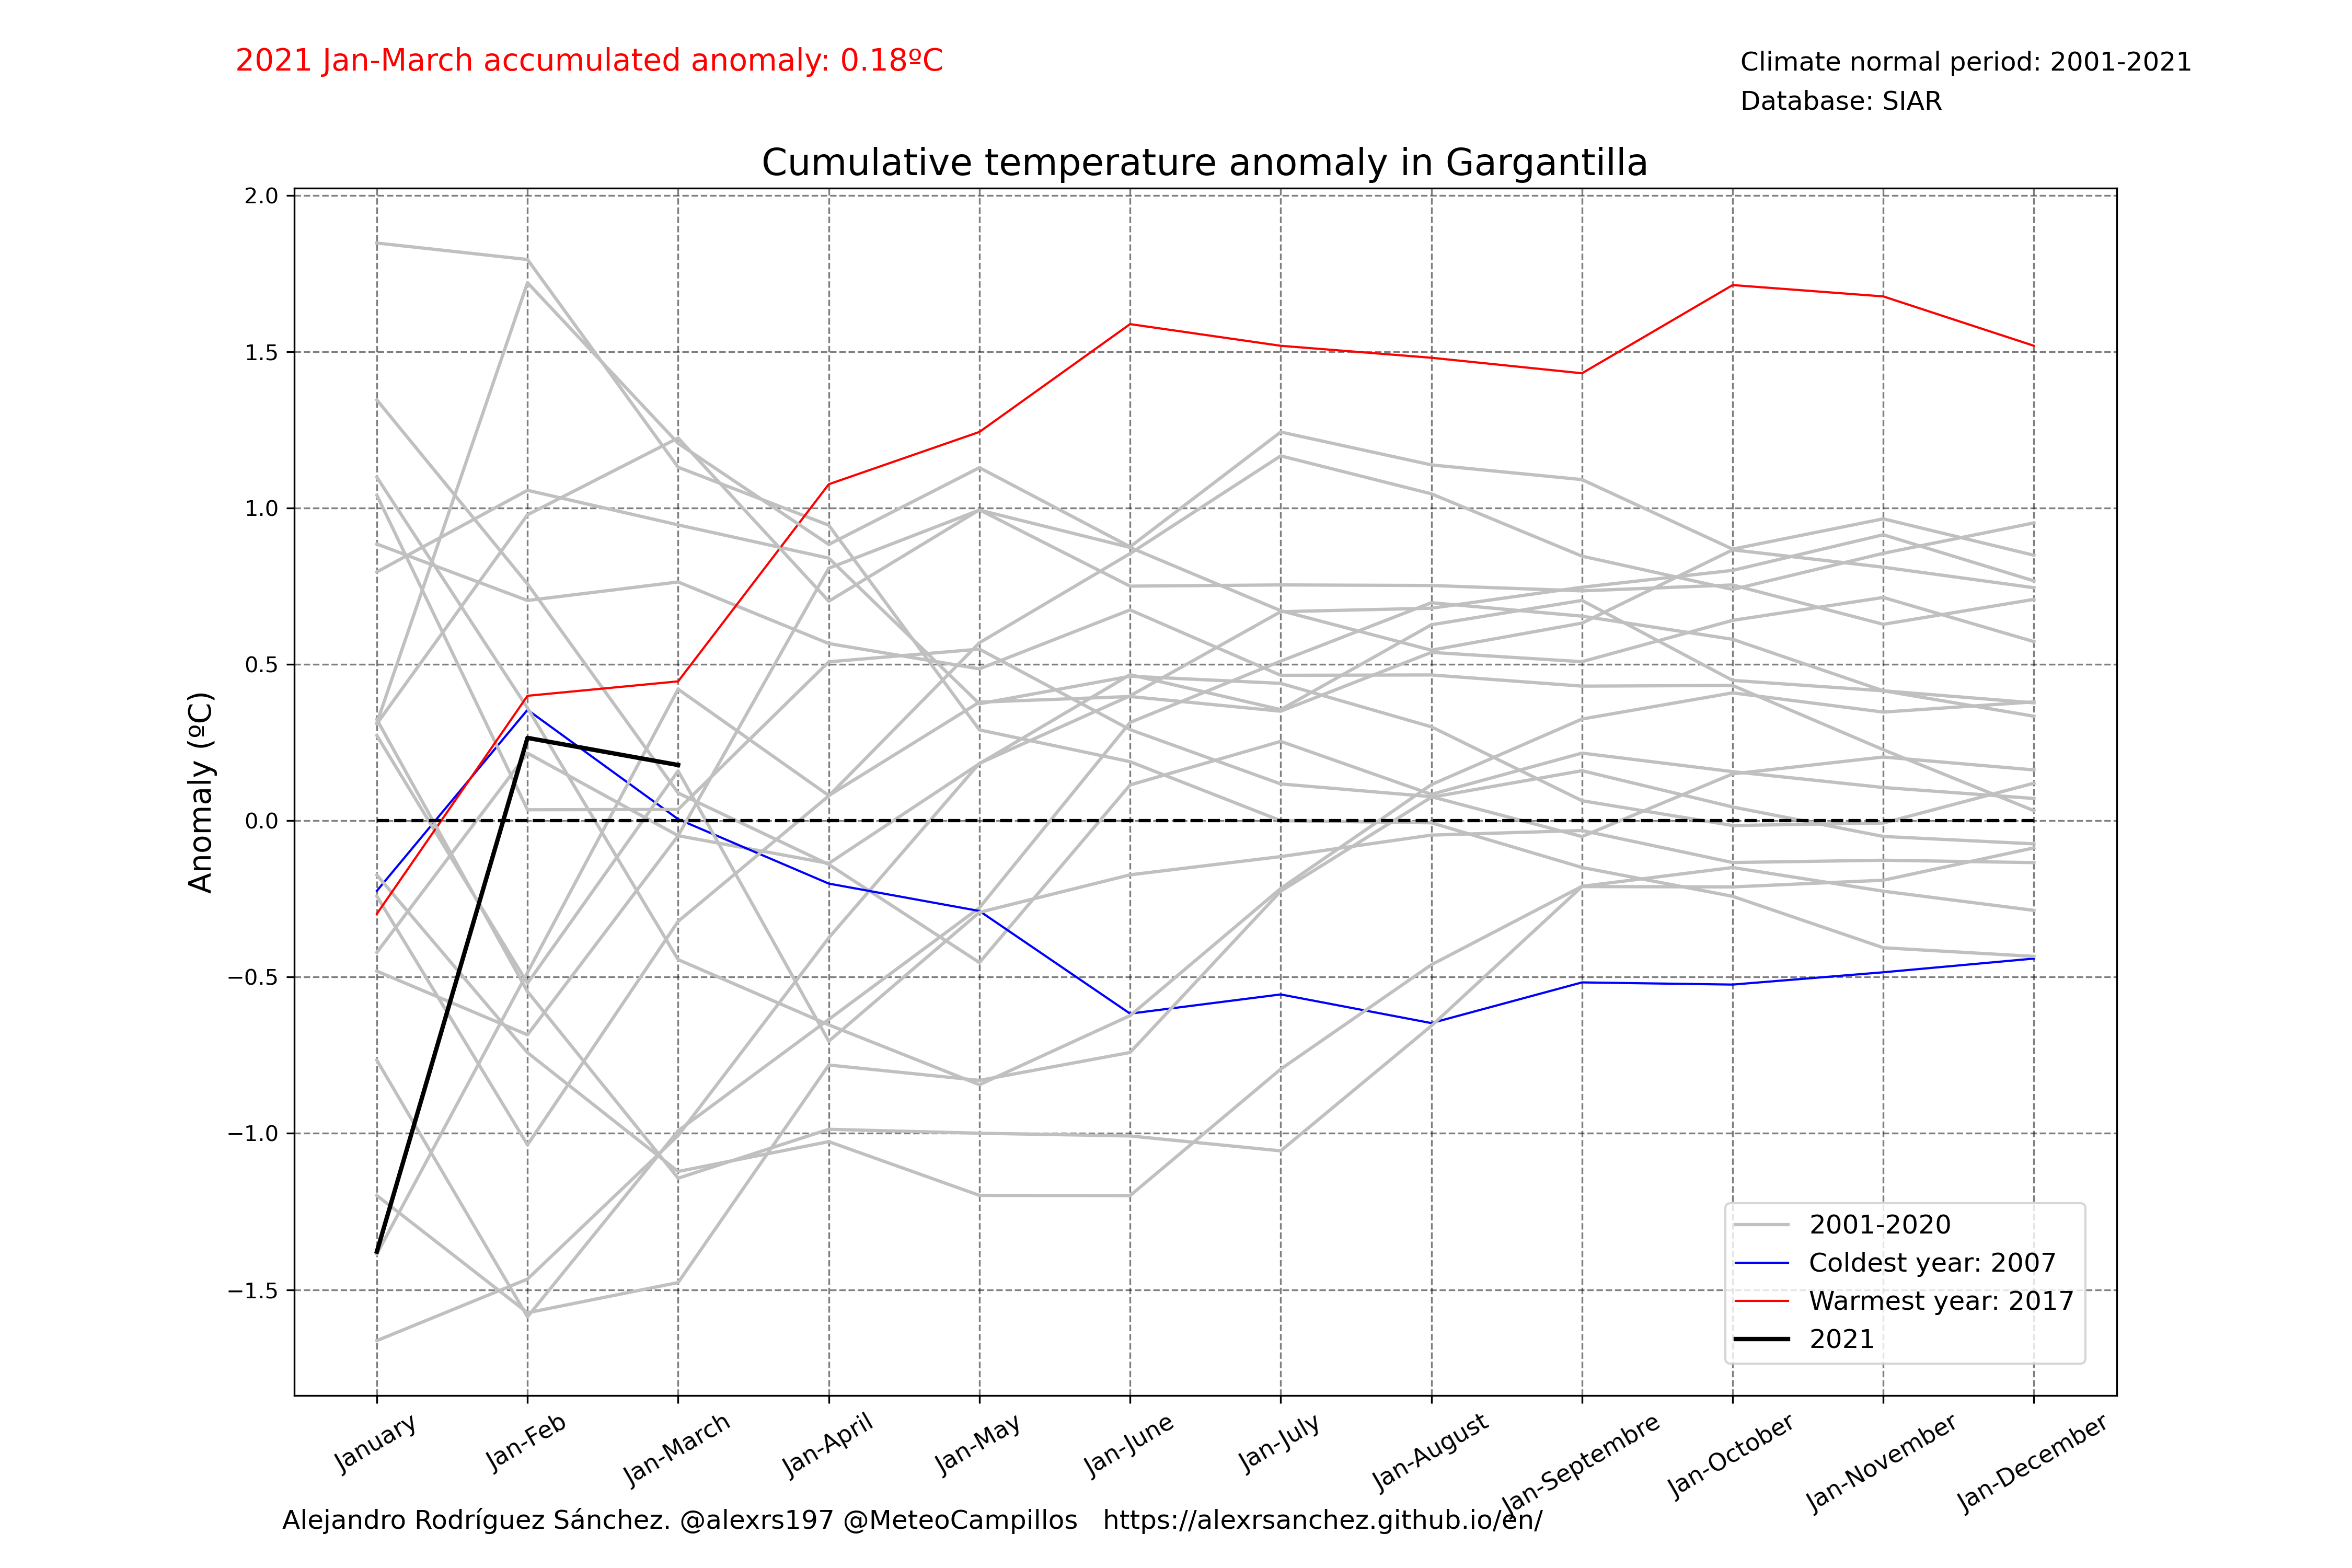 2021 Jan-March accumulated anomaly: 0.18ºC
Climate normal period: 2001-2021
Database: SIAR
Cumulative temperature anomaly in Gargantilla
Anomaly (ºC)
2.0
1.5
1.0
0.5
0.0
−0.5
−1.0
−1.5
2001-2020
Coldest year: 2007
Warmest year: 2017
2021
January
Jan-Feb
Jan-March
Jan-April
Jan-May
Jan-June
Jan-July
Jan-August
Jan-Septembre
Jan-October
Jan-November
Jan-December
Alejandro Rodríguez Sánchez. @alexrs197 @MeteoCampillos   https://alexrsanchez.github.io/en/